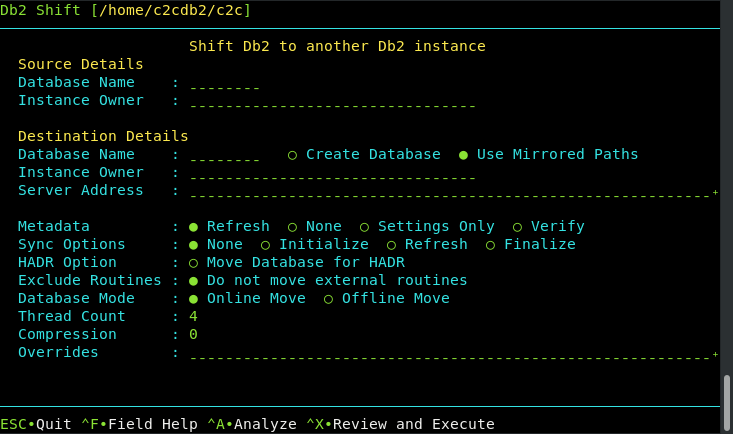 Db2 Shift [/home/c2cdb2/c2c]
Shift Db2 to another Db2 instance
Source Details
Database Name : ________
Instance Owner : ________________________________
Destination Details
Database Name : ________ ○ Create Database ● Use Mirrored Paths
Instance Owner : ________________________________
Server Address : __________________________________________________________+
Metadata : ● Refresh ○ None ○ Settings Only ○ Verify
Sync Options : ● None ○ Initialize ○ Refresh ○ Finalize
HADR Option : ○ Move Database for HADR
Exclude Routines : ● Do not move external routines
Database Mode : ● Online Move ○ Offline Move
Thread Count : 4
Compression : 0
Overrides : __________________________________________________________+
ESC•Quit ^F•Field Help ^A•Analyze ^X•Review and Execute